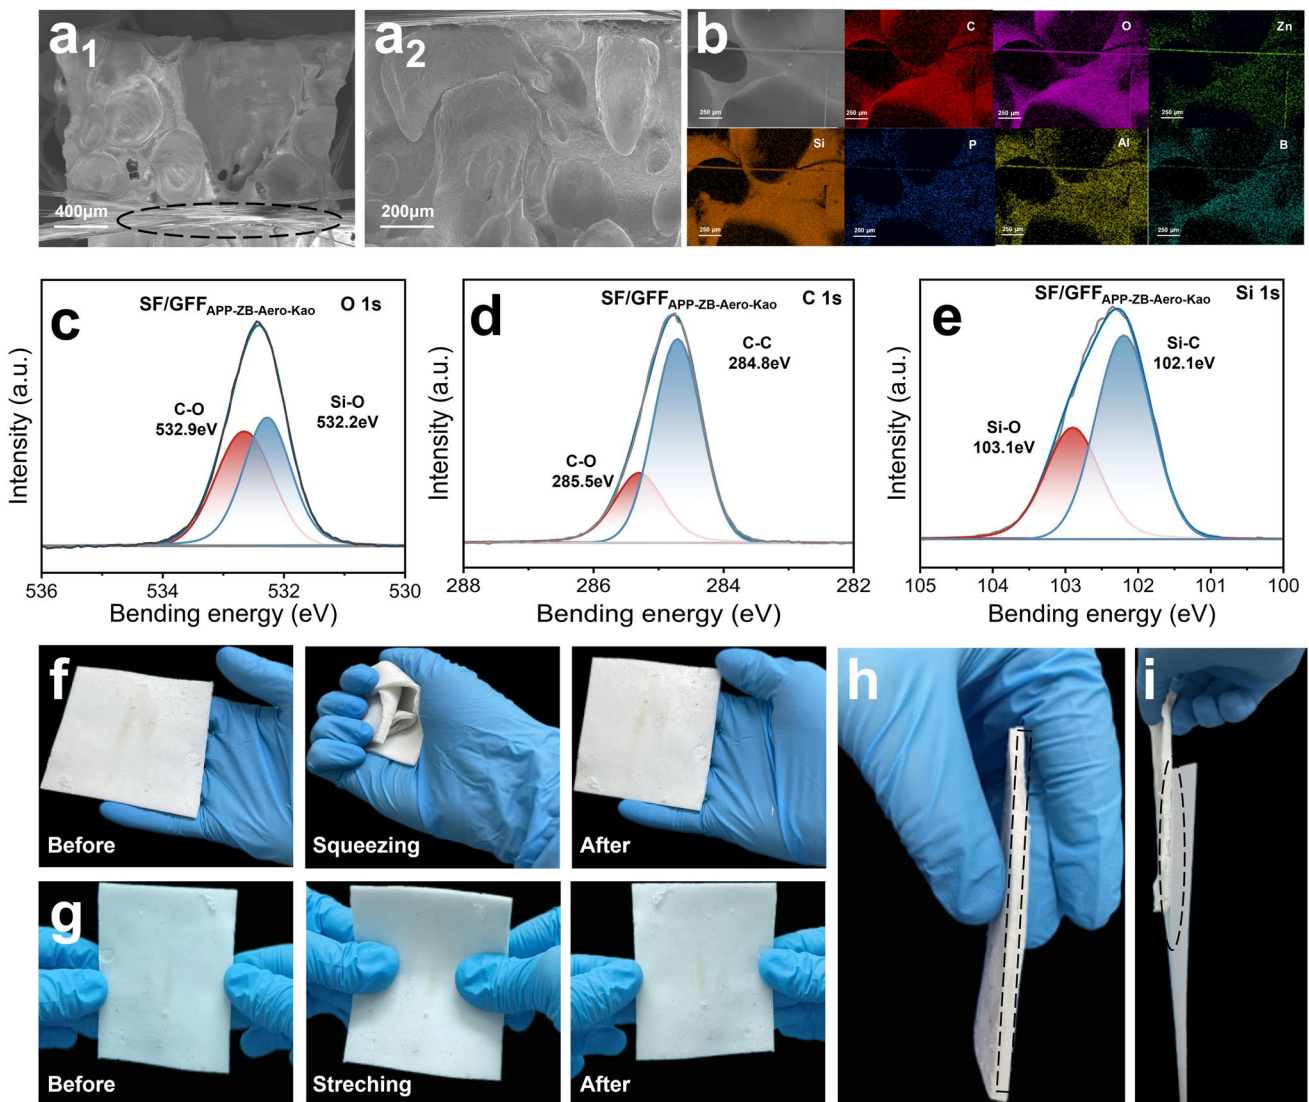 a1
400μm
a2
200μm
b
250 μm
C
250 μm
O
250 μm
Zn
250 μm
Si
250 μm
P
250 μm
Al
250 μm
B
250 μm
c
SF/GFFAPP-ZB-Aero-Kao O 1s
C-O
532.9eV
Si-O
532.2eV
Intensity (a.u.)
536 534 532 530
Bending energy (eV)
d
SF/GFFAPP-ZB-Aero-Kao C 1s
C-C
284.8eV
C-O
285.5eV
Intensity (a.u.)
288 286 284 282
Bending energy (eV)
e
SF/GFFAPP-ZB-Aero-Kao Si 1s
Si-C
102.1eV
Si-O
103.1eV
Intensity (a.u.)
105 104 103 102 101 100
Bending energy (eV)
f
Before
Squeezing
After
g
Before
Streching
After
h
i